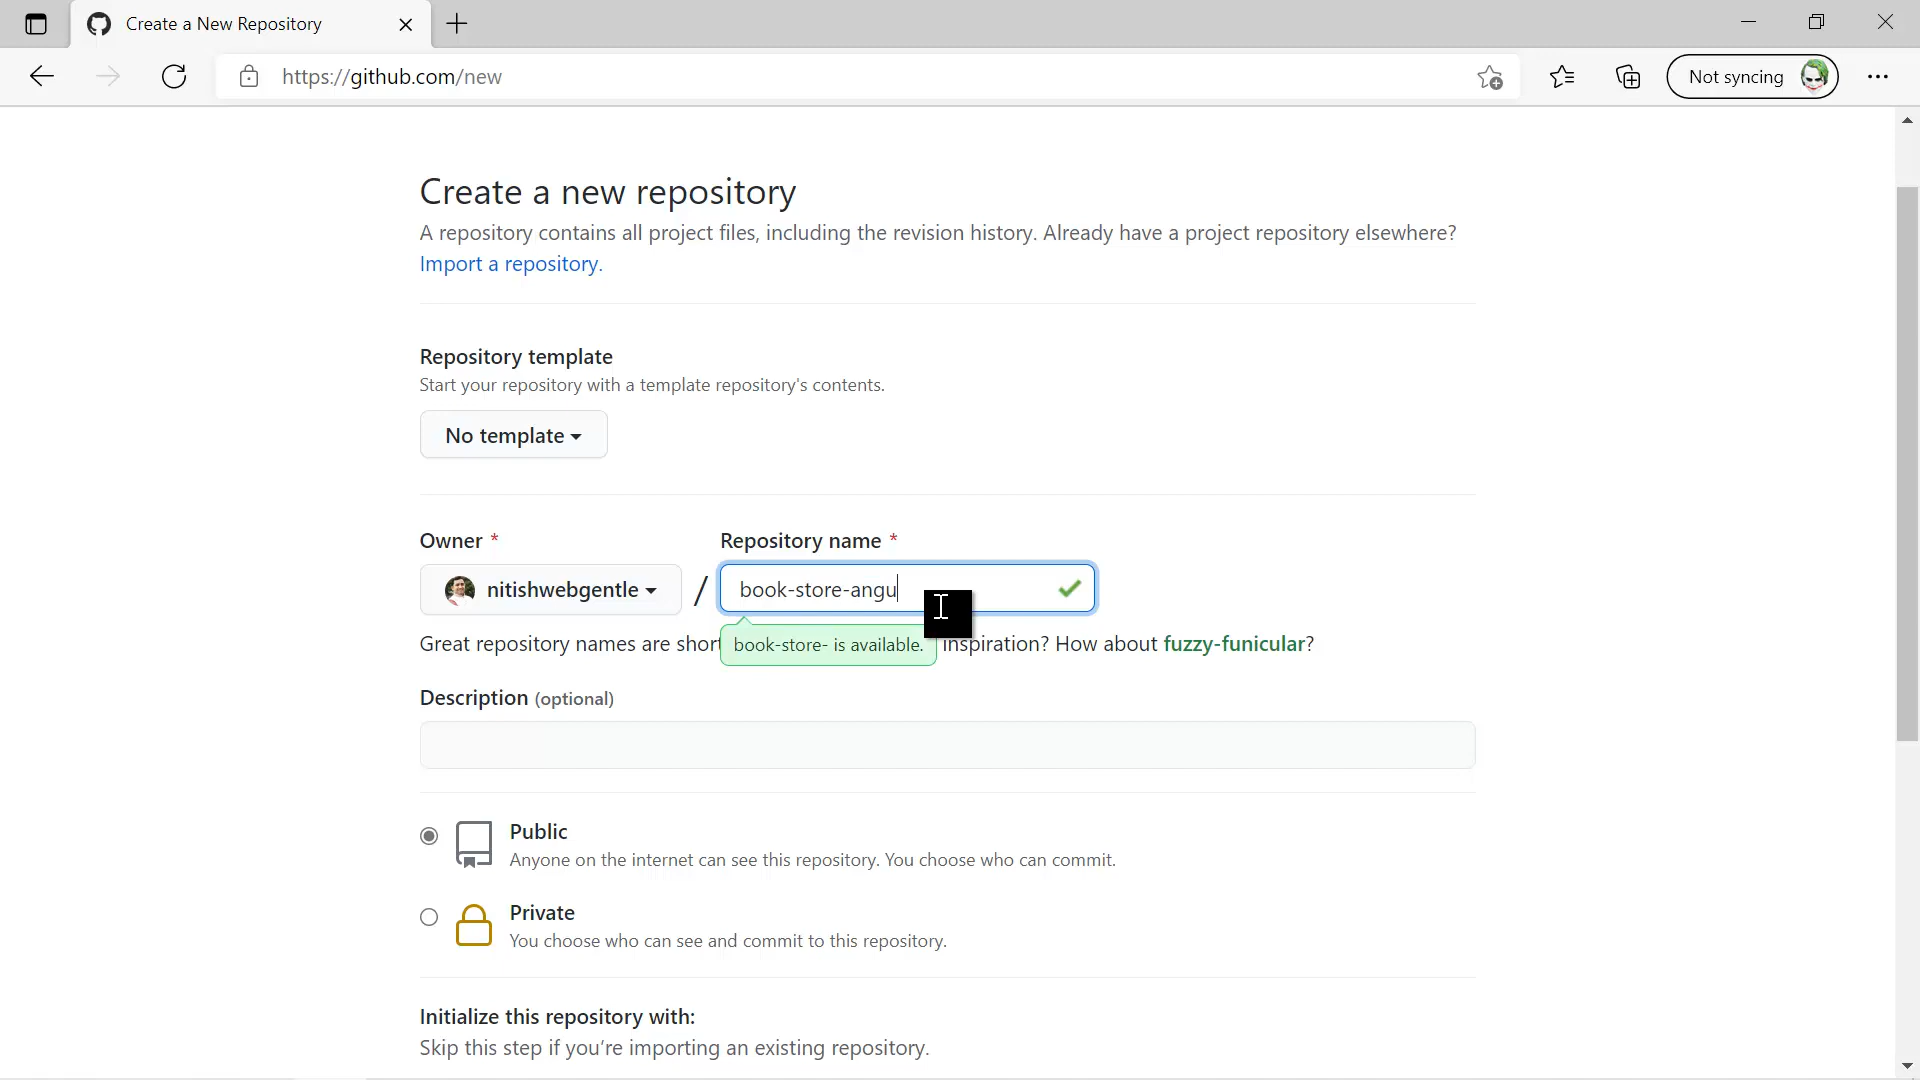 Create a New Repository
https://github.com/new
Not syncing
Create a new repository
A repository contains all project files, including the revision history. Already have a project repository elsewhere?
Import a repository.
Repository template
Start your repository with a template repository's contents.
No template
Owner *
Repository name *
nitishwebgentle
/
book-store-angu
Great repository names are short
book-store- is available.
inspiration? How about fuzzy-funicular?
Description (optional)
Public
Anyone on the internet can see this repository. You choose who can commit.
Private
You choose who can see and commit to this repository.
Initialize this repository with:
Skip this step if you're importing an existing repository.